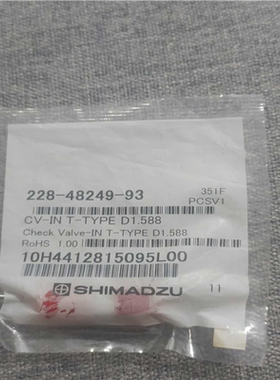 228-48249-93 351F
PCSV1
CV-IN T-TYPE D1.588
Check Valve-IN T-TYPE D1.588
RoHS 1.00
10H4412815095L00
SHIMADZU 11